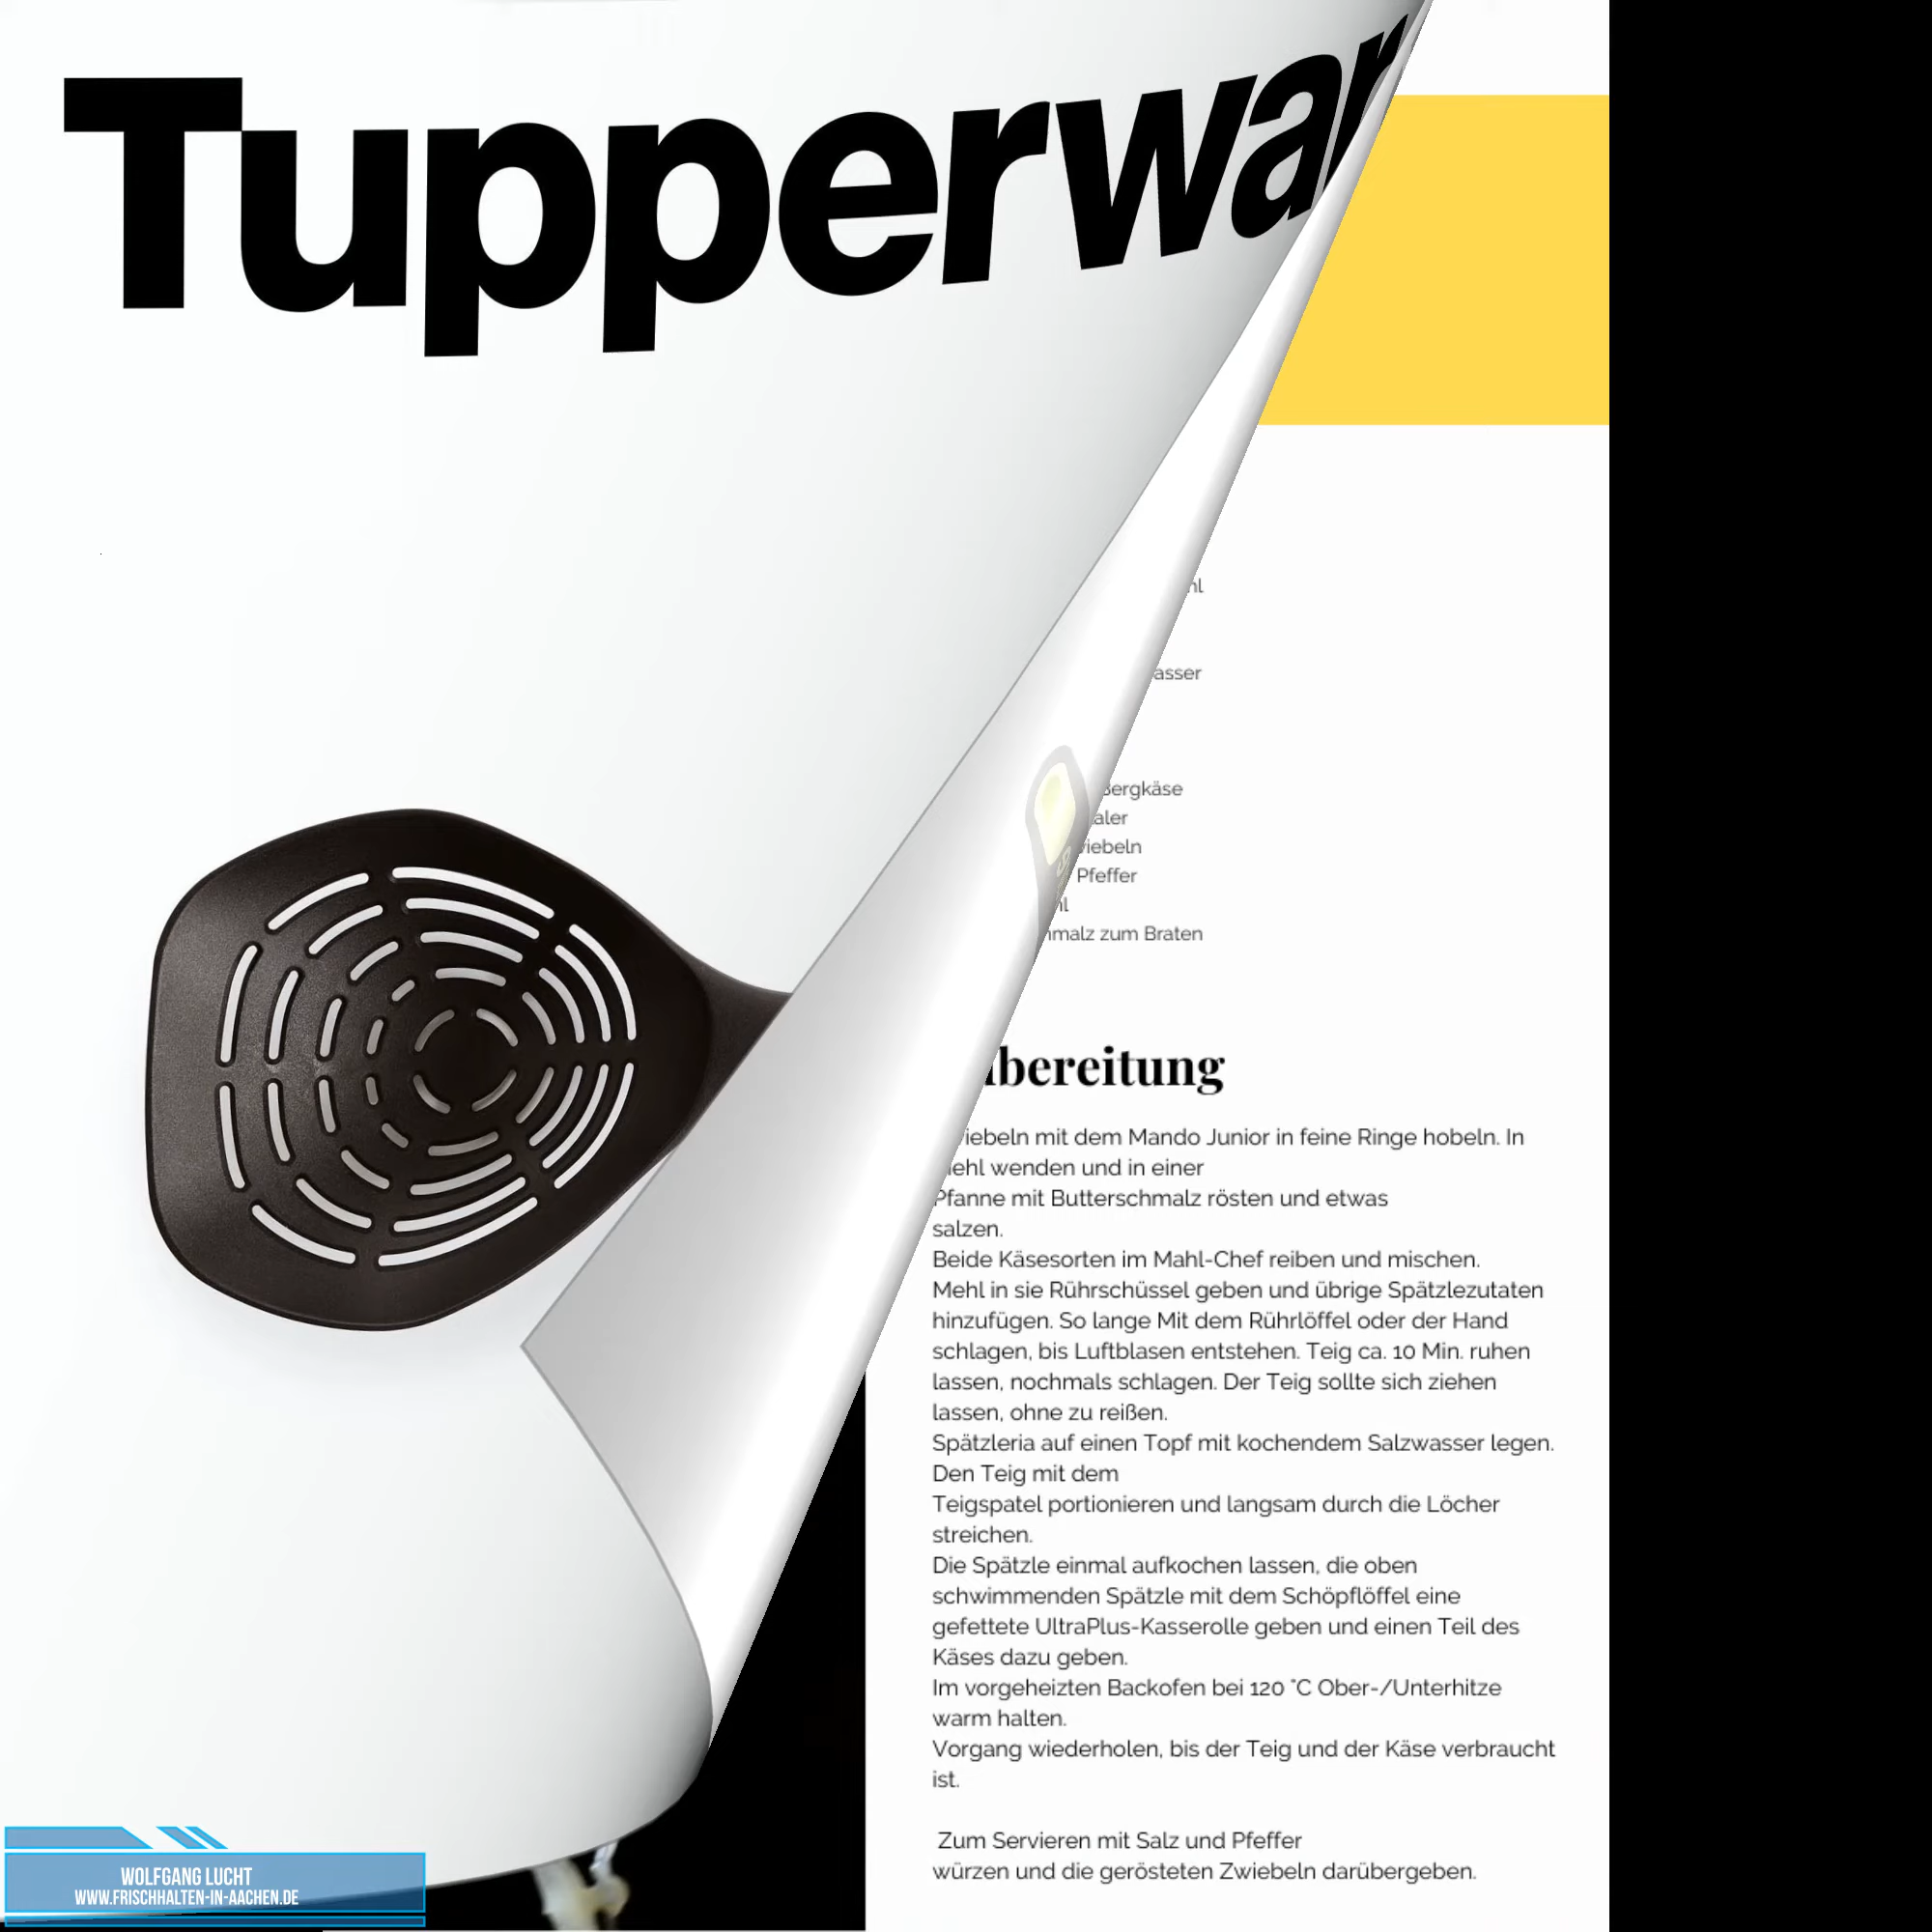 Tupperwar
asser
Bergkäse
Pfeffer
zum Braten
bereitung
mit dem Mando Junior in feine Ringe hobeln. In
wenden und in einer
Pfanne mit Butterschmalz rösten und etwas
salzen.
Beide Käsesorten im Mahl-Chef reiben und mischen.
Mehl in sie Rührschüssel geben und übrige Spätzlezutaten
hinzufügen. So lange Mit dem Rührlöffel oder der Hand
schlagen, bis Luftblasen entstehen. Teig ca. 10 Min. ruhen
lassen, nochmals schlagen. Der Teig sollte sich ziehen
lassen, ohne zu reißen.
Spätzleria auf einen Topf mit kochendem Salzwasser legen.
Den Teig mit dem
Teigspatel portionieren und langsam durch die Löcher
streichen.
Die Spätzle einmal aufkochen lassen, die oben
schwimmenden Spätzle mit dem Schöpflöffel eine
gefettete UltraPlus-Kasserolle geben und einen Teil des
Käses dazu geben.
Im vorgeheizten Backofen bei 120 °C Ober-/Unterhitze
warm halten.
Vorgang wiederholen, bis der Teig und der Käse verbraucht
ist.
Zum Servieren mit Salz und Pfeffer
würzen und die gerösteten Zwiebeln darübergeben.
WOLFGANG LUCHT
WWW.FRISCHHALTEN-IN-AACHEN.DE